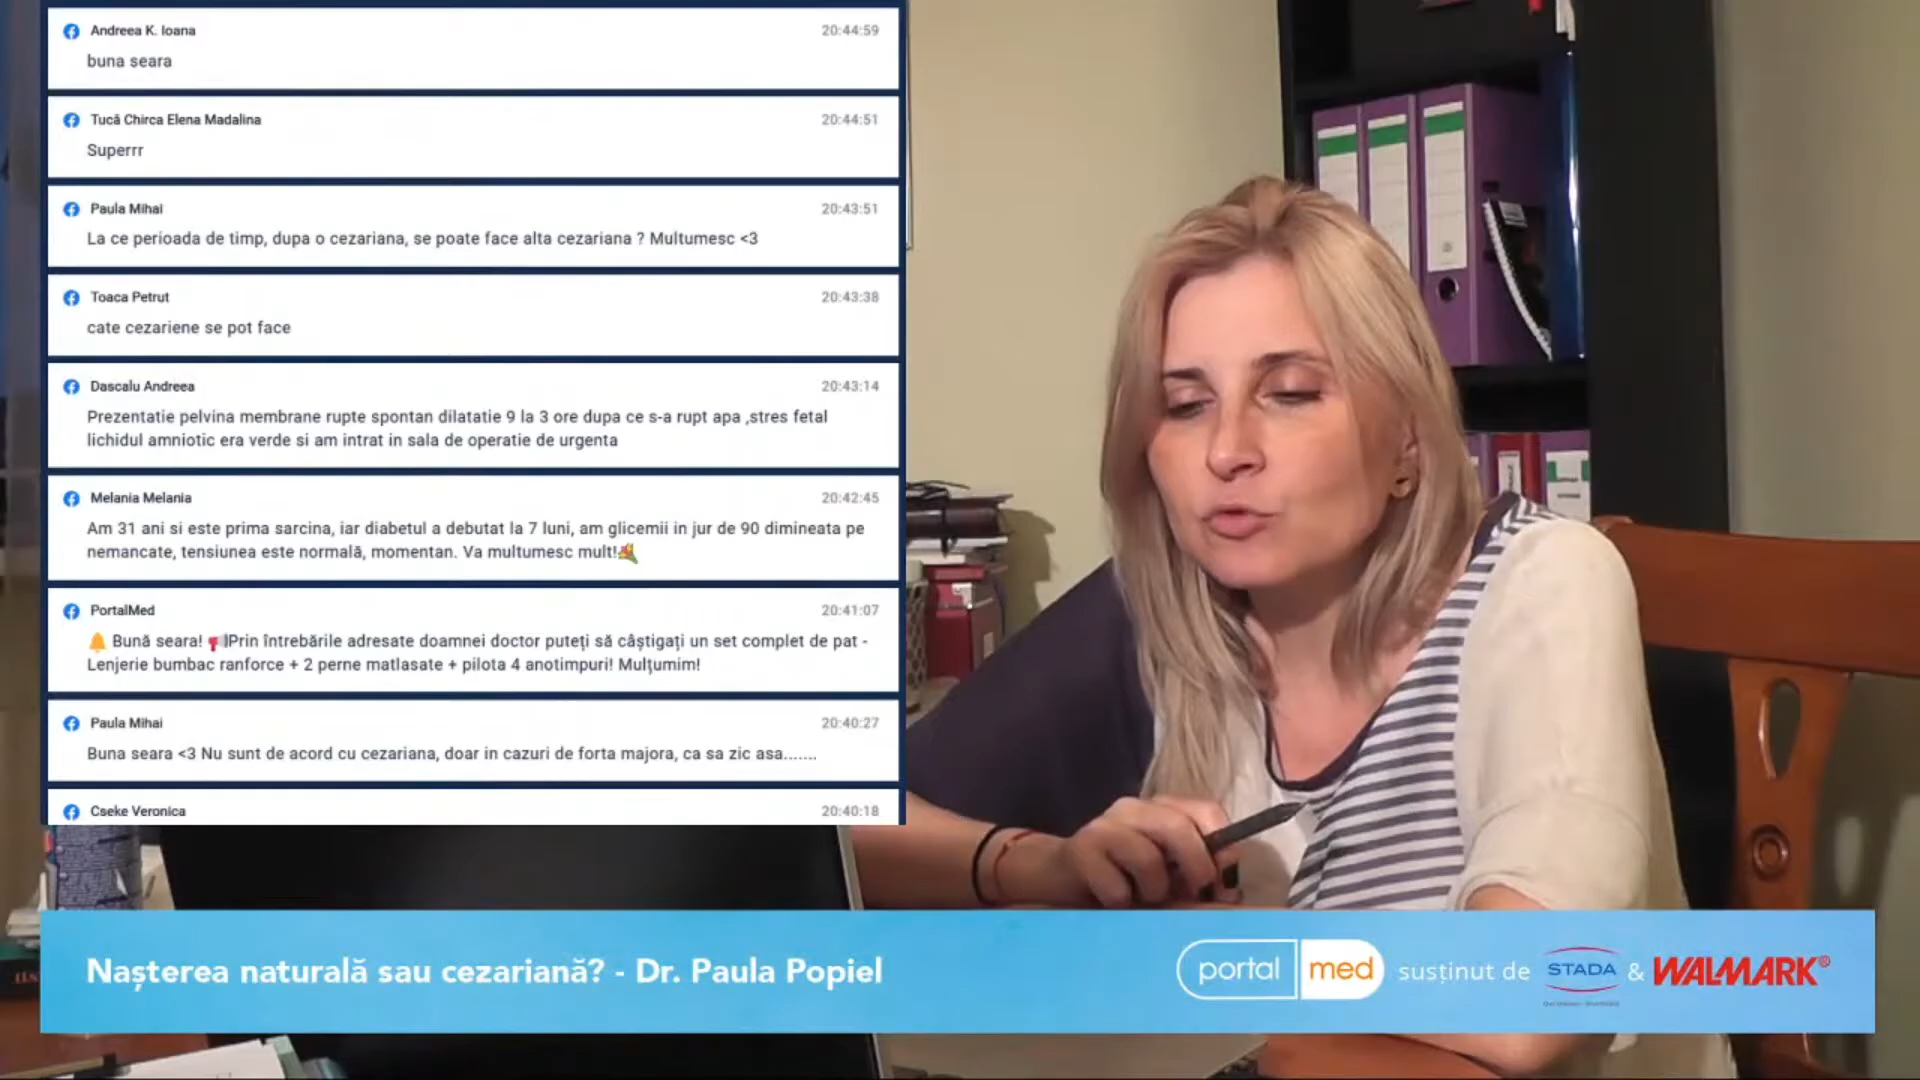 Andreea K. Ioana 20:44:59
buna seara
Tucă Chirca Elena Madalina 20:44:51
Superrr
Paula Mihai 20:43:51
La ce perioada de timp, dupa o cezariana, se poate face alta cezariana ? Multumesc <3
Toaca Petrut 20:43:38
cate cezariene se pot face
Dascalu Andreea 20:43:14
Prezentatie pelvina membrane rupte spontan dilatatie 9 la 3 ore dupa ce s-a rupt apa ,stres fetal
lichidul amniotic era verde si am intrat in sala de operatie de urgenta
Melania Melania 20:42:45
Am 31 ani si este prima sarcina, iar diabetul a debutat la 7 luni, am glicemii in jur de 90 dimineata pe
nemancate, tensiunea este normală, momentan. Va multumesc mult!💐
PortalMed 20:41:07
🔔 Bună seara! 📢Prin întrebările adresate doamnei doctor puteți să câștigați un set complet de pat -
Lenjerie bumbac ranforce + 2 perne matlasate + pilota 4 anotimpuri! Mulțumim!
Paula Mihai 20:40:27
Buna seara <3 Nu sunt de acord cu cezariana, doar in cazuri de forta majora, ca sa zic asa.......
Cseke Veronica 20:40:18
Nașterea naturală sau cezariană? - Dr. Paula Popiel
portal med susținut de STADA & WALMARK®